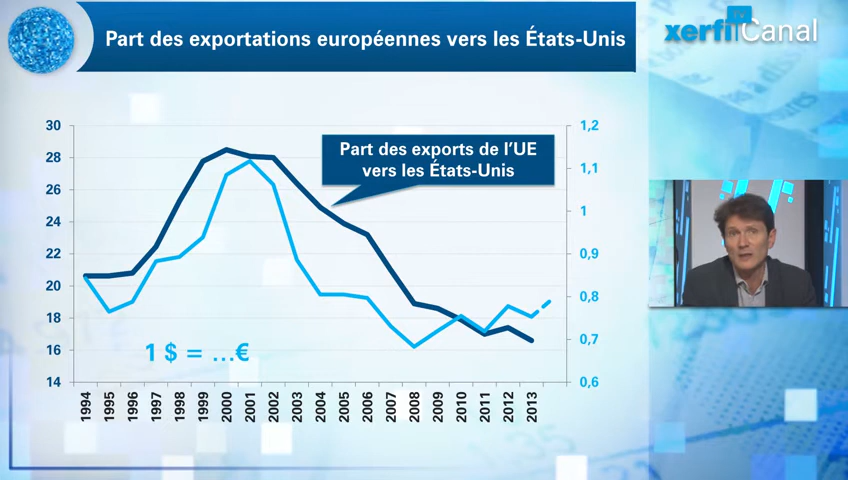 Part des exportations européennes vers les États-Unis
xerfi Canal
30
28
26
24
22
20
18
16
14
1,2
1,1
1
0,9
0,8
0,7
0,6
Part des exports de l'UE
vers les États-Unis
1 $ = ...€
1994 1995 1996 1997 1998 1999 2000 2001 2002 2003 2004 2005 2006 2007 2008 2009 2010 2011 2012 2013